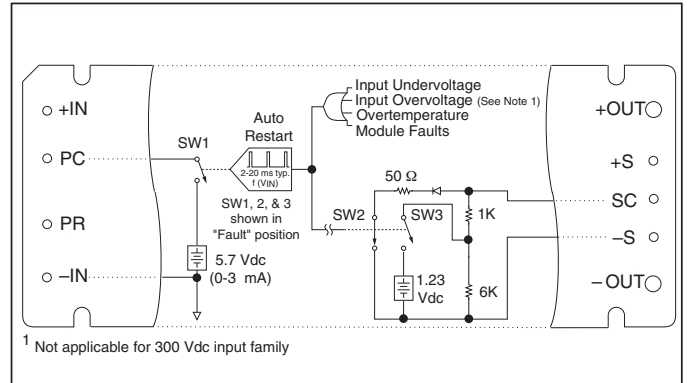 +IN
PC
PR
–IN
SW1
Auto
Restart
2-20 ms typ.
f (VIN)
SW1, 2, & 3
shown in
"Fault" position
5.7 Vdc
(0-3 mA)
Input Undervoltage
Input Overvoltage (See Note 1)
Overtemperature
Module Faults
50 Ω
SW2
SW3
1K
1.23
Vdc
6K
+OUT
+S
SC
–S
–OUT
1 Not applicable for 300 Vdc input family